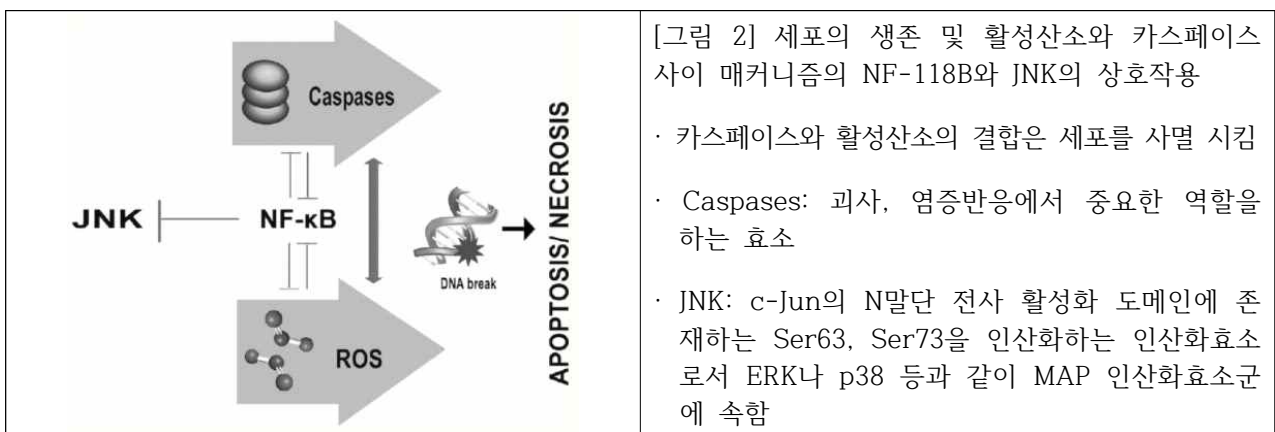 Caspases
JNK
NF-κB
DNA break
ROS
APOPTOSIS/ NECROSIS
[그림 2] 세포의 생존 및 활성산소와 카스페이스
사이 매커니즘의 NF-118B와 JNK의 상호작용
· 카스페이스와 활성산소의 결합은 세포를 사멸 시킴
· Caspases: 괴사, 염증반응에서 중요한 역할을
하는 효소
· JNK: c-Jun의 N말단 전사 활성화 도메인에 존
재하는 Ser63, Ser73을 인산화하는 인산화효소
로서 ERK나 p38 등과 같이 MAP 인산화효소군
에 속함